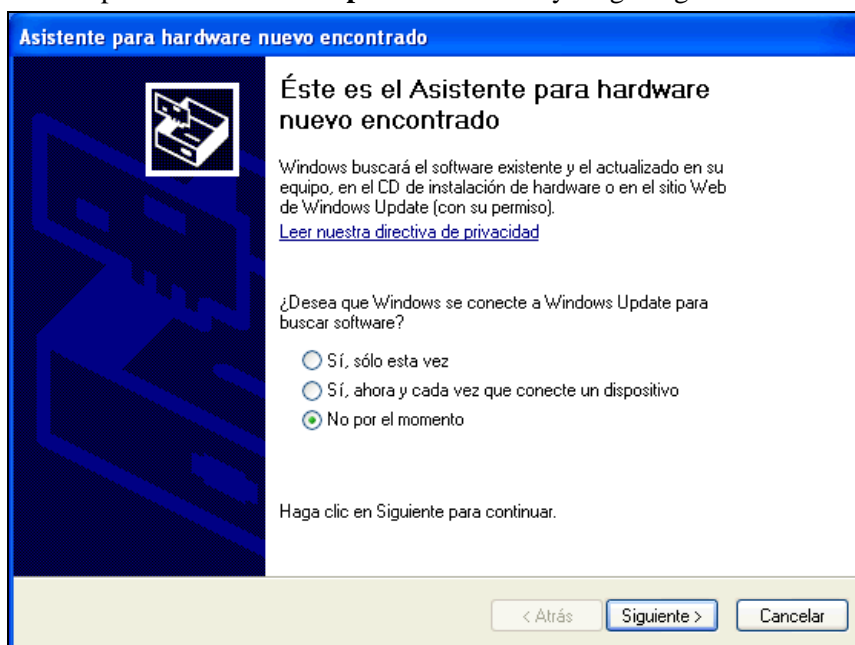 Asistente para hardware nuevo encontrado
Éste es el Asistente para hardware
nuevo encontrado
Windows buscará el software existente y el actualizado en su
equipo, en el CD de instalación de hardware o en el sitio Web
de Windows Update (con su permiso).
Leer nuestra directiva de privacidad
¿Desea que Windows se conecte a Windows Update para
buscar software?
Sí, sólo esta vez
Sí, ahora y cada vez que conecte un dispositivo
No por el momento
Haga clic en Siguiente para continuar.
< Atrás Siguiente > Cancelar